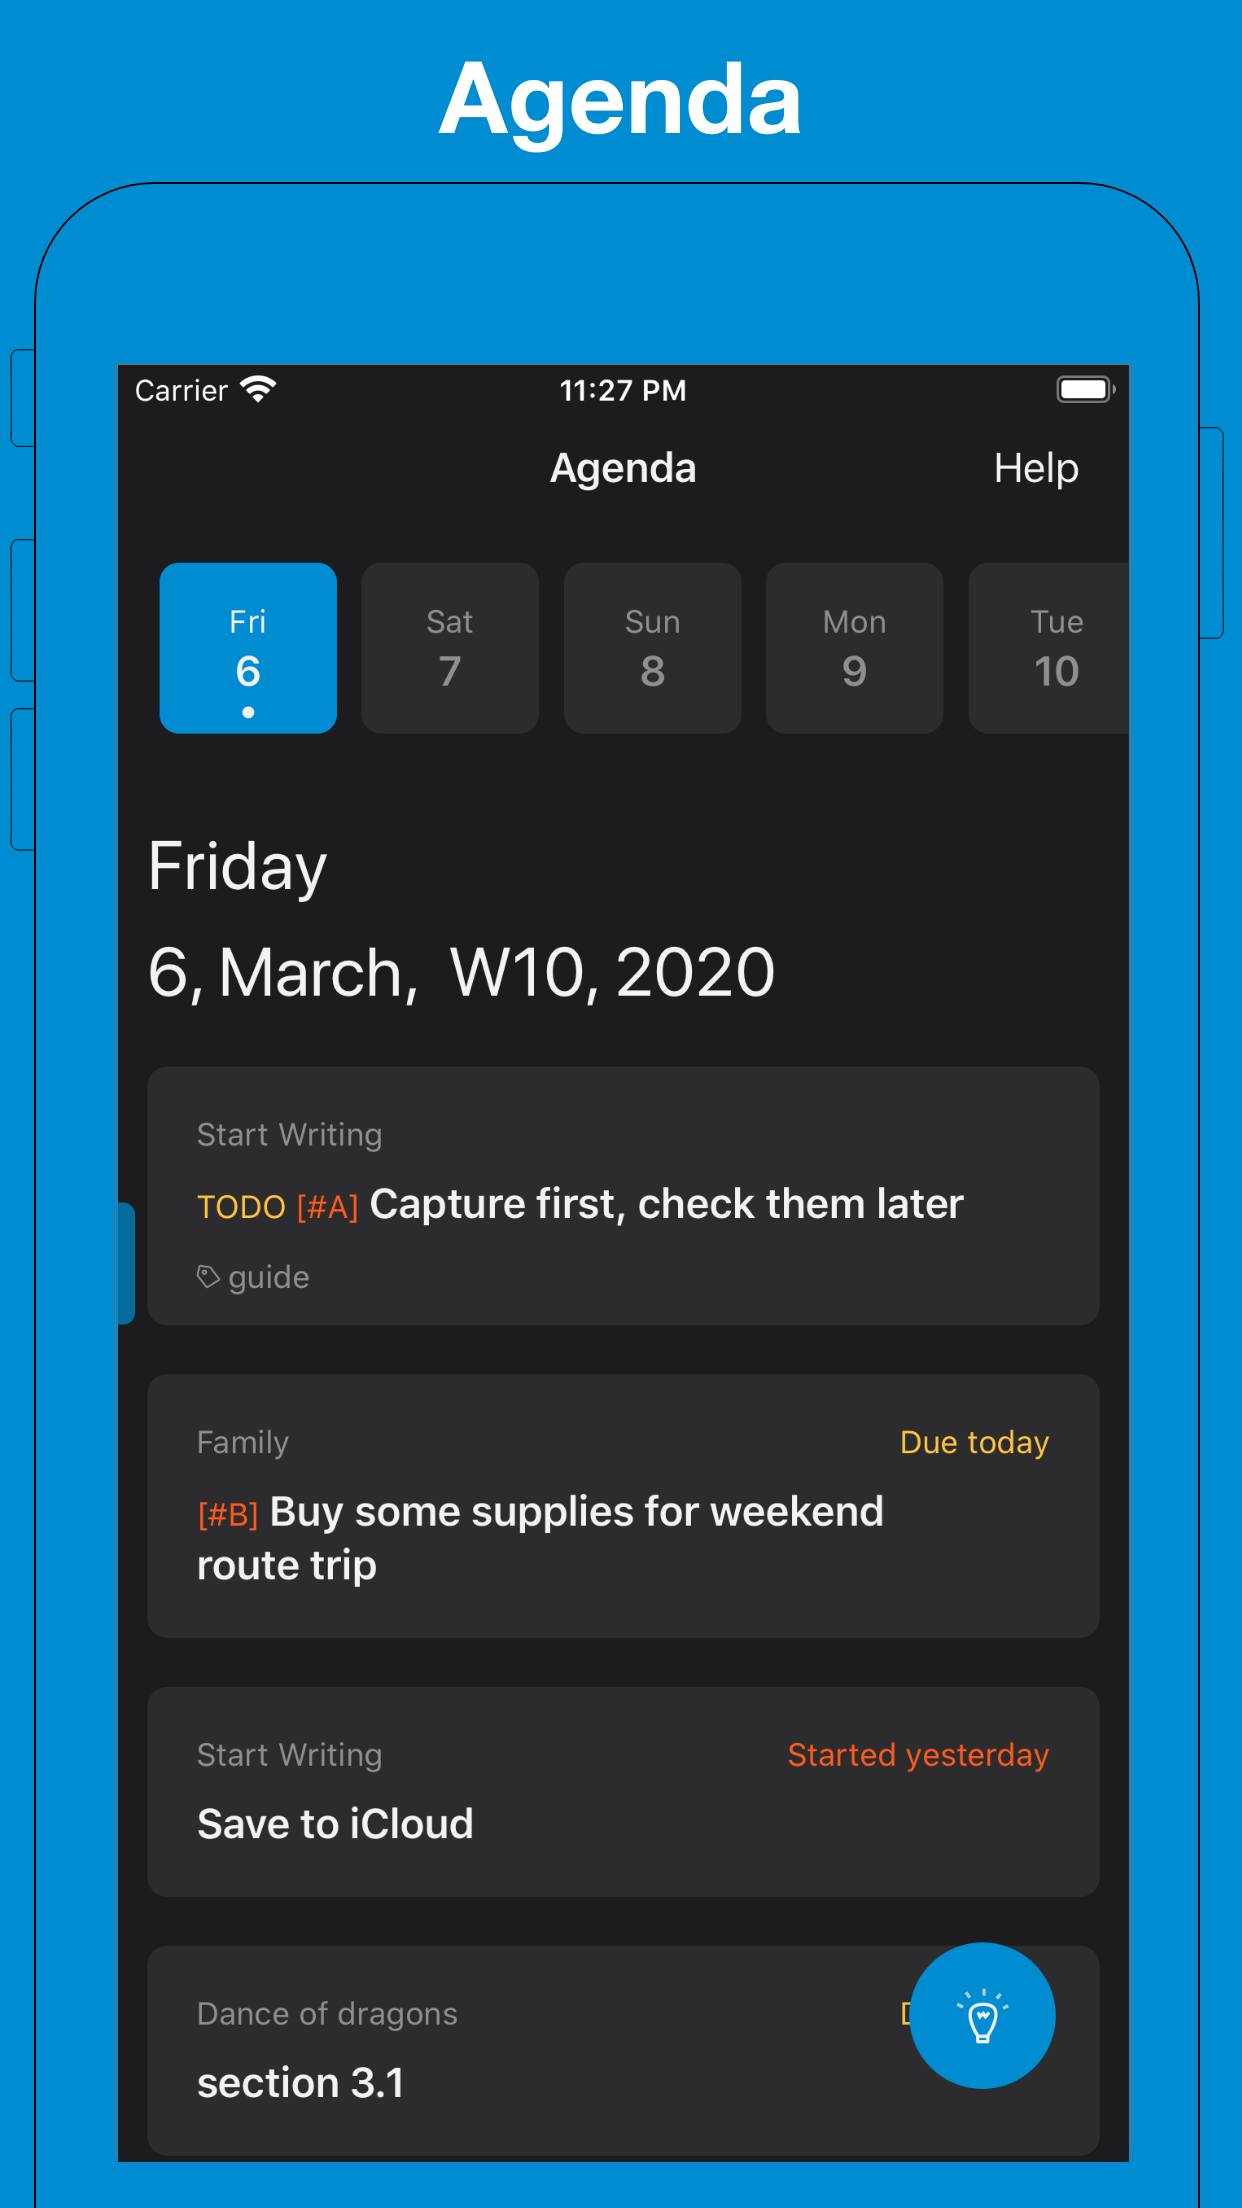 Agenda
Carrier 11:27 PM
Agenda Help
Fri Sat Sun Mon Tue
6 7 8 9 10
Friday
6, March, W10, 2020
Start Writing
TODO [#A] Capture first, check them later
guide
Family Due today
[#B] Buy some supplies for weekend
route trip
Start Writing Started yesterday
Save to iCloud
Dance of dragons
section 3.1